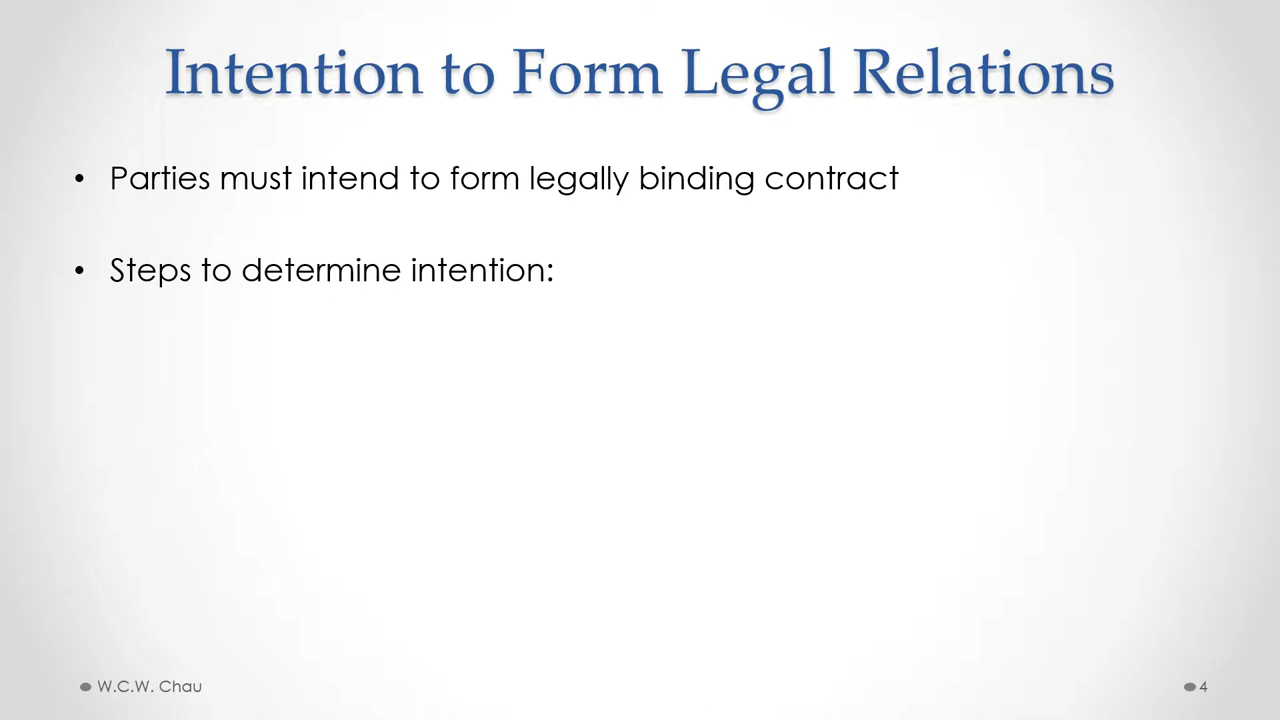 Intention to Form Legal Relations
• Parties must intend to form legally binding contract
• Steps to determine intention:
W.C.W. Chau
4